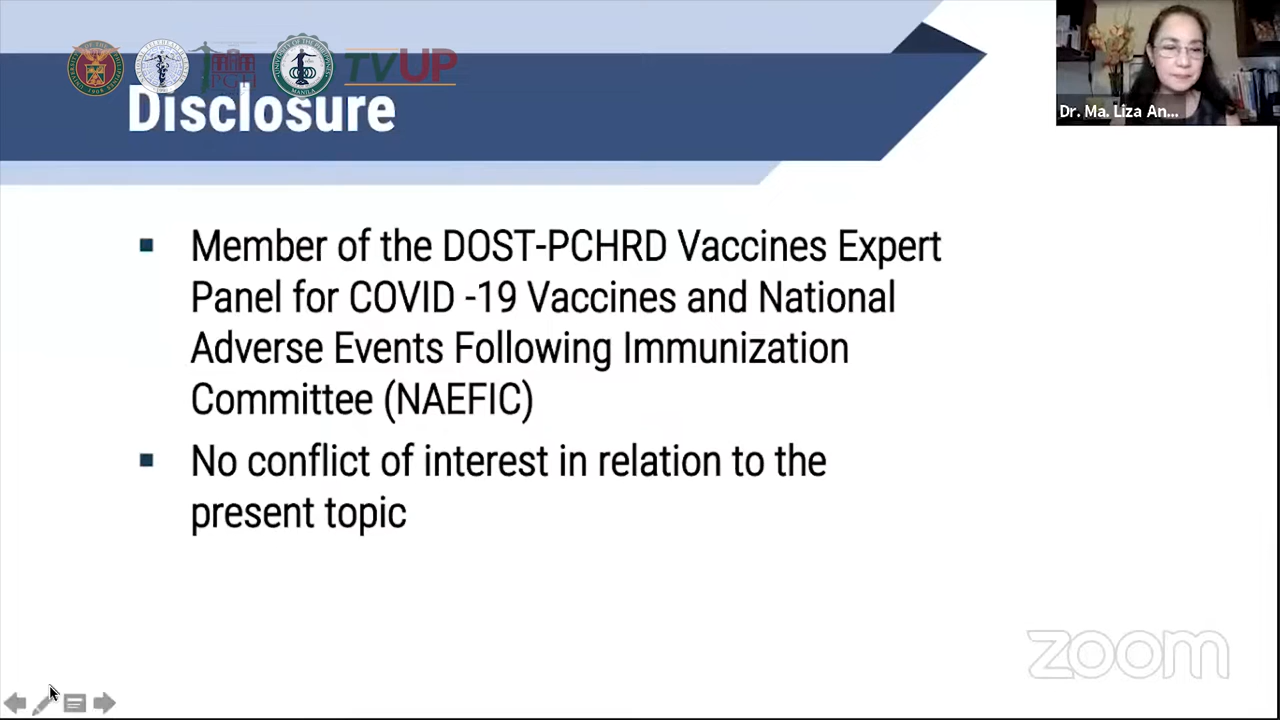 TVUP
PGH
Disclosure
Dr. Ma. Liza An...
Member of the DOST-PCHRD Vaccines Expert
Panel for COVID -19 Vaccines and National
Adverse Events Following Immunization
Committee (NAEFIC)
No conflict of interest in relation to the
present topic
zoom